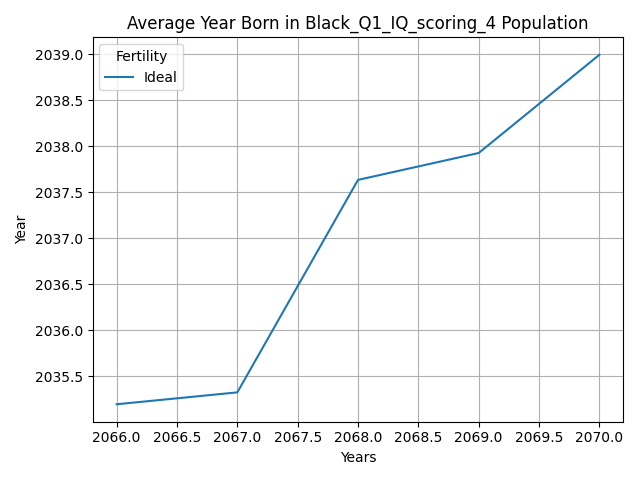 Average Year Born in Black_Q1_IQ_scoring_4 Population
Fertility
Ideal
Year
2039.0
2038.5
2038.0
2037.5
2037.0
2036.5
2036.0
2035.5
2066.0 2066.5 2067.0 2067.5 2068.0 2068.5 2069.0 2069.5 2070.0
Years